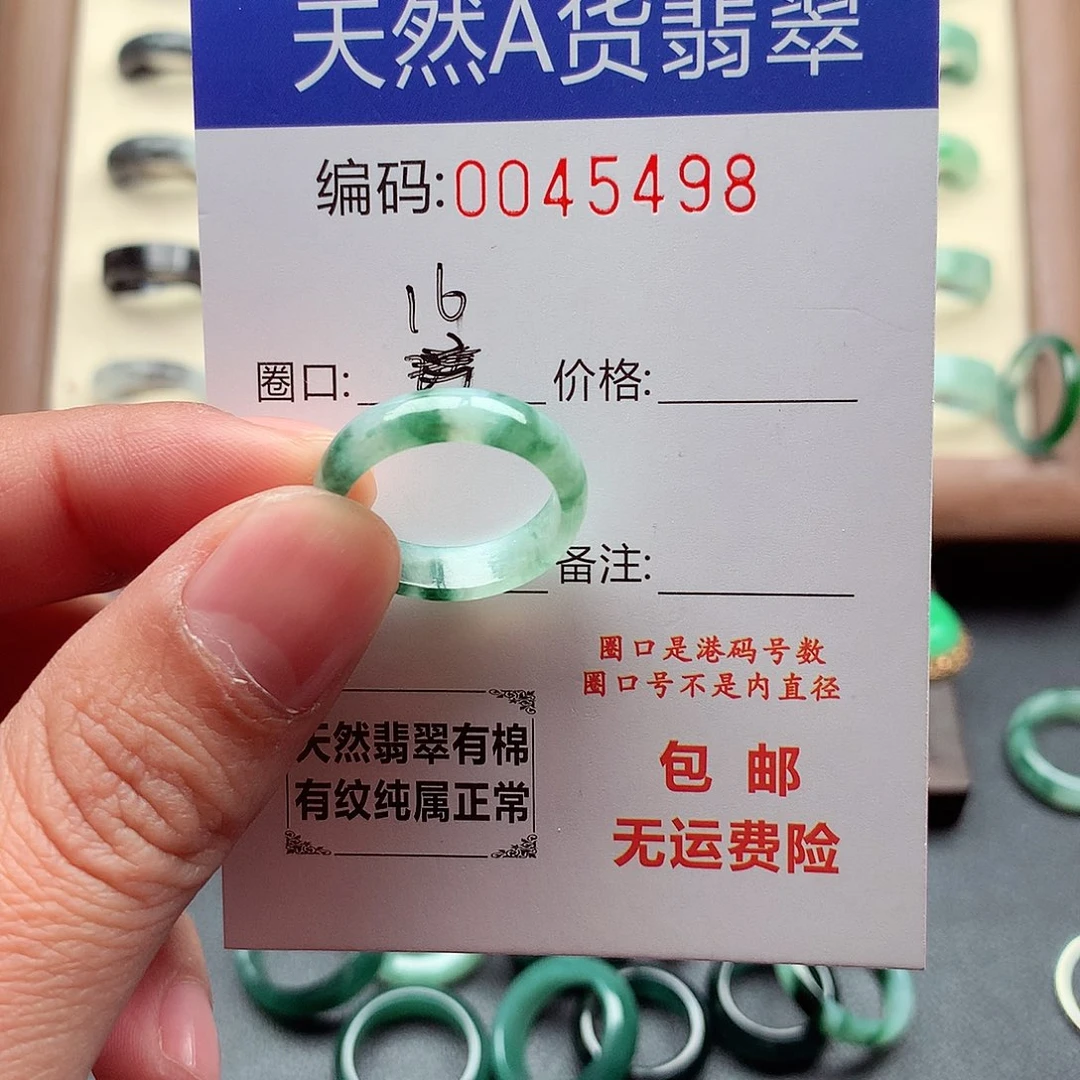 天然A货翡翠
编码:0045498
16
圈口: 价格:
备注:
圈口是港码号数
圈口号不是内直径
天然翡翠有棉
有纹纯属正常
包邮
无运费险